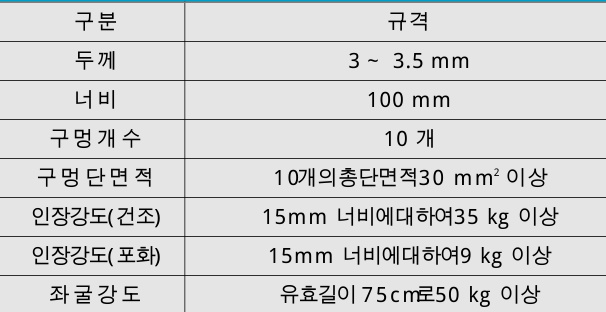 구분 규격
두께 3 ~ 3.5 mm
너비 100 mm
구멍개수 10 개
구멍단면적 10개의총단면적30 mm² 이상
인장강도(건조) 15mm 너비에대하여35 kg 이상
인장강도(포화) 15mm 너비에대하여9 kg 이상
좌굴강도 유효길이 75cm로50 kg 이상